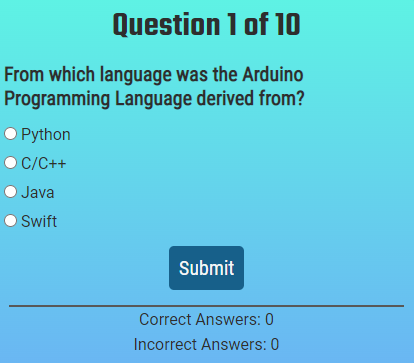 Question 1 of 10
From which language was the Arduino
Programming Language derived from?
Python
C/C++
Java
Swift
Submit
Correct Answers: 0
Incorrect Answers: 0